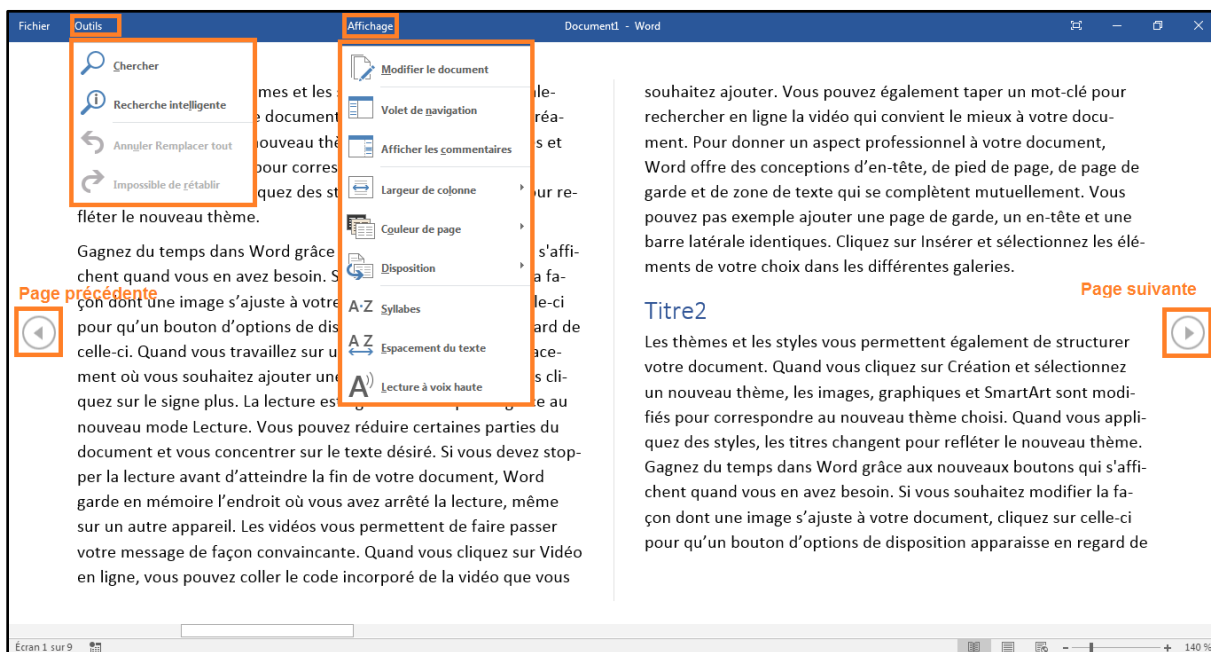 Fichier Outils Affichage Document1 - Word
Chercher
Recherche intelligente
Annuler Remplacer tout
Impossible de rétablir
Modifier le document
Volet de navigation
Afficher les commentaires
Largeur de colonne
Couleur de page
Disposition
Syllabes
Espacement du texte
Lecture à voix haute
mes et les le-
document réa-
ouveau s et
our corres
quez des ur re-
fléter le nouveau thème.
Gagnez du temps dans Word grâce s'affi-
chent quand vous en avez besoin. S a fa-
Page précédente
çon dont une image s’ajuste à votre le-ci
pour qu’un bouton d’options de dis ard de
celle-ci. Quand vous travaillez sur u ace-
ment où vous souhaitez ajouter une s cli-
quez sur le signe plus. La lecture est au
nouveau mode Lecture. Vous pouvez réduire certaines parties du
document et vous concentrer sur le texte désiré. Si vous devez stop-
per la lecture avant d’atteindre la fin de votre document, Word
garde en mémoire l’endroit où vous avez arrêté la lecture, même
sur un autre appareil. Les vidéos vous permettent de faire passer
votre message de façon convaincante. Quand vous cliquez sur Vidéo
en ligne, vous pouvez coller le code incorporé de la vidéo que vous
souhaitez ajouter. Vous pouvez également taper un mot-clé pour
rechercher en ligne la vidéo qui convient le mieux à votre docu-
ment. Pour donner un aspect professionnel à votre document,
Word offre des conceptions d’en-tête, de pied de page, de page de
garde et de zone de texte qui se complètent mutuellement. Vous
pouvez pas exemple ajouter une page de garde, un en-tête et une
barre latérale identiques. Cliquez sur Insérer et sélectionnez les élé-
ments de votre choix dans les différentes galeries.
Page suivante
Titre2
Les thèmes et les styles vous permettent également de structurer
votre document. Quand vous cliquez sur Création et sélectionnez
un nouveau thème, les images, graphiques et SmartArt sont modi-
fiés pour correspondre au nouveau thème choisi. Quand vous appli-
quez des styles, les titres changent pour refléter le nouveau thème.
Gagnez du temps dans Word grâce aux nouveaux boutons qui s'affi-
chent quand vous en avez besoin. Si vous souhaitez modifier la fa-
çon dont une image s’ajuste à votre document, cliquez sur celle-ci
pour qu’un bouton d’options de disposition apparaisse en regard de
Écran 1 sur 9 140 %